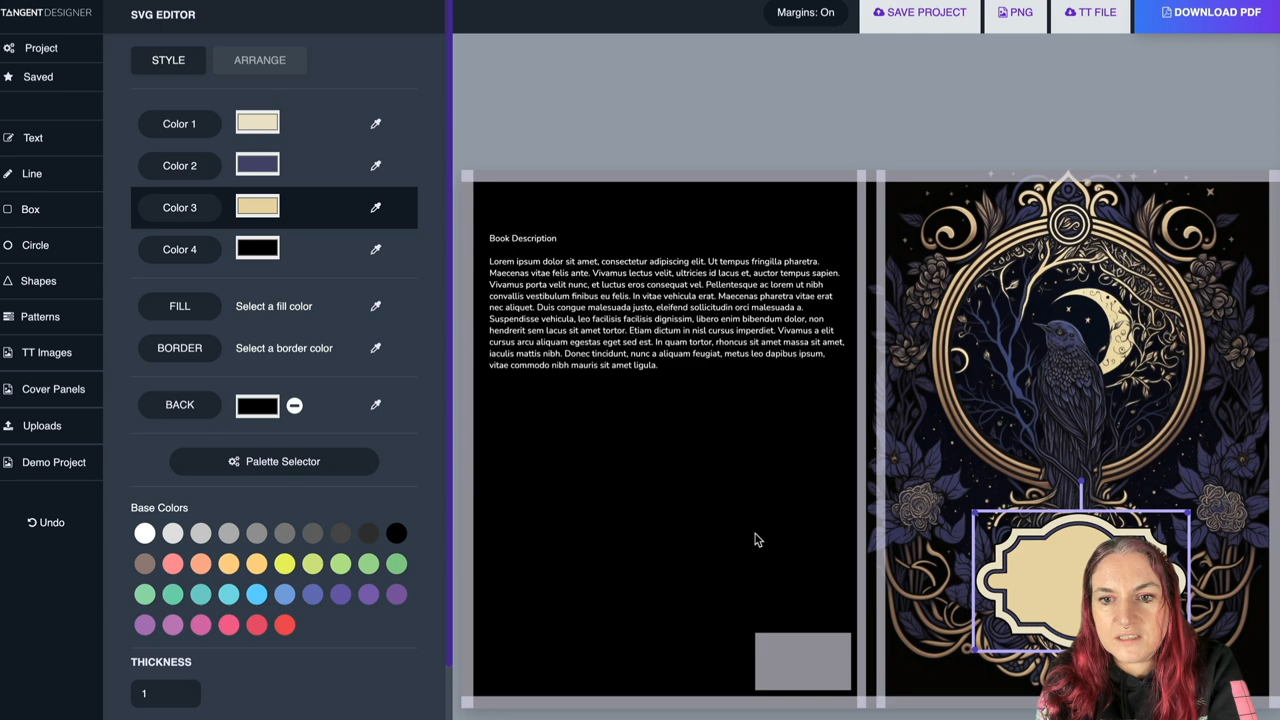 TANGENT DESIGNER
SVG EDITOR
Margins: On
SAVE PROJECT
PNG
TT FILE
DOWNLOAD PDF
Project
Saved
Text
Line
Box
Circle
Shapes
Patterns
TT Images
Cover Panels
Uploads
Demo Project
Undo
STYLE
ARRANGE
Color 1
Color 2
Color 3
Color 4
FILL
Select a fill color
BORDER
Select a border color
BACK
Palette Selector
Base Colors
THICKNESS
1
Book Description
Lorem ipsum dolor sit amet, consectetur adipiscing elit. Ut tempus fringilla pharetra.
Maecenas vitae felis ante. Vivamus lectus velit, ultricies id lacus et, auctor tempus sapien.
Vivamus porta velit nunc, et luctus eros consequat vel. Pellentesque ac lorem ut nibh
convallis vestibulum finibus eu felis. In vitae vehicula erat. Maecenas pharetra vitae erat
nec aliquet. Duis congue malesuada justo, eleifend sollicitudin orci malesuada a.
Suspendisse vehicula, leo facilisis facilisis dignissim, libero enim bibendum dolor, non
hendrerit sem lacus sit amet tortor. Etiam dictum in nisl cursus imperdiet. Vivamus a elit
cursus arcu aliquam egestas eget sed est. In quam tortor, rhoncus sit amet massa sit amet,
iaculis mattis nibh. Donec tincidunt, nunc a aliquam feugiat, metus leo dapibus ipsum,
vitae commodo nibh mauris sit amet ligula.